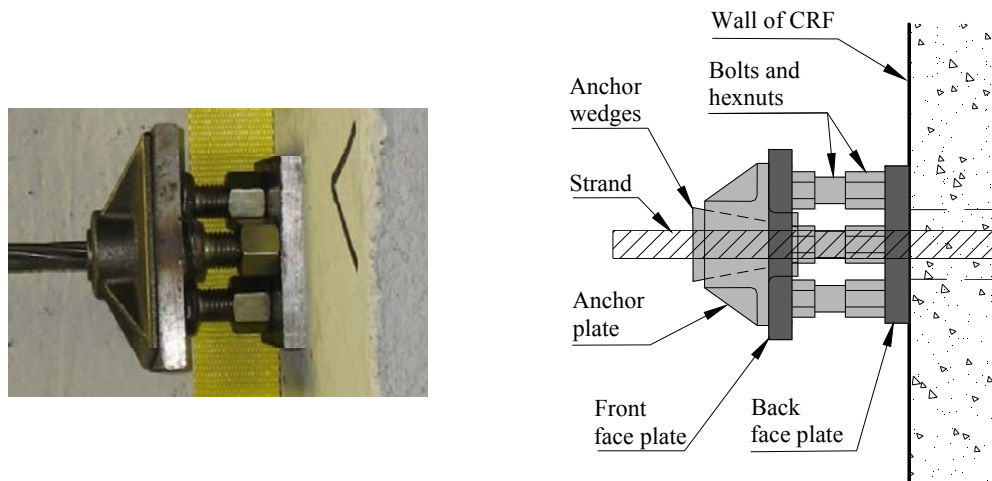 Wall of CRF
Bolts and
hexnuts
Anchor
wedges
Strand
Anchor
plate
Front
face plate
Back
face plate